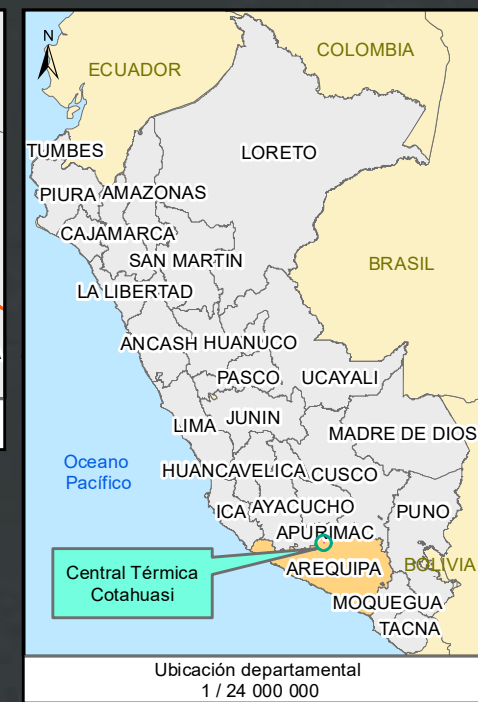 N
ECUADOR
COLOMBIA
TUMBES
LORETO
PIURA
AMAZONAS
CAJAMARCA
SAN MARTIN
BRASIL
LA LIBERTAD
ANCASH
HUANUCO
PASCO
UCAYALI
LIMA
JUNIN
MADRE DE DIOS
Oceano
Pacífico
HUANCAVELICA
CUSCO
ICA
AYACUCHO
PUNO
APURIMAC
BOLIVIA
AREQUIPA
Central Térmica
Cotahuasi
MOQUEGUA
TACNA
Ubicación departamental
1 / 24 000 000